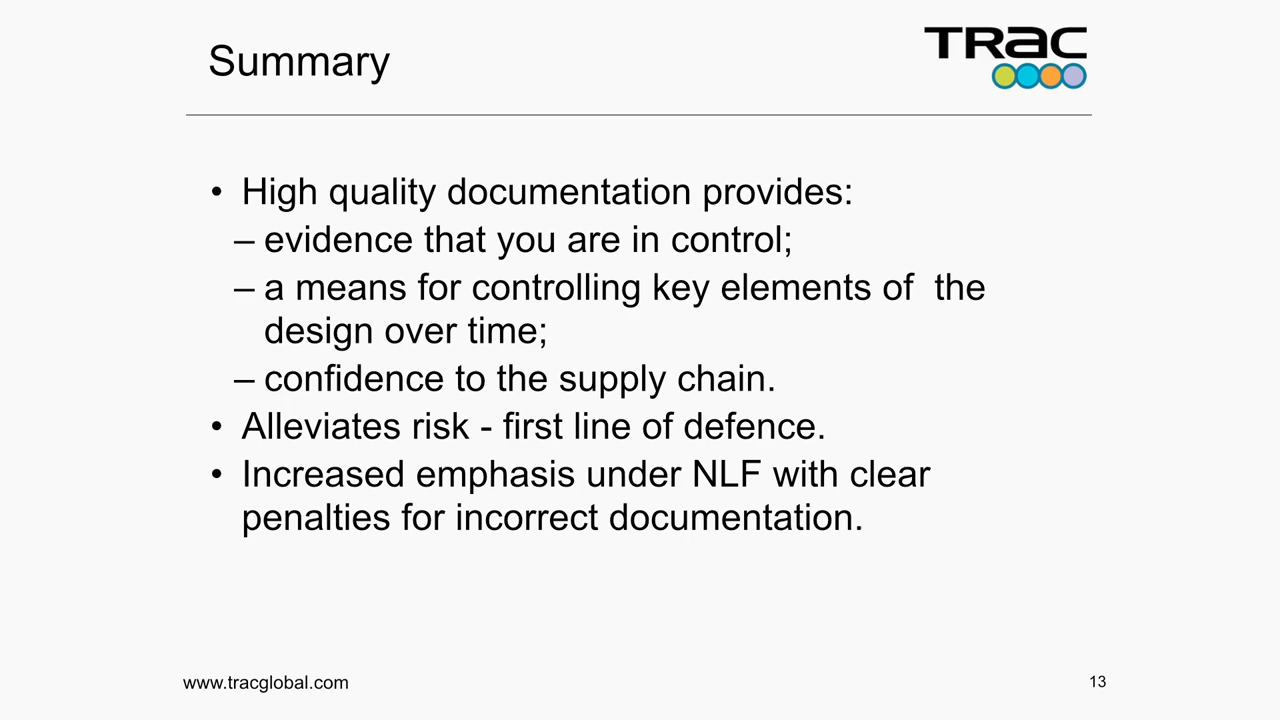 Summary
TRaC
• High quality documentation provides:
– evidence that you are in control;
– a means for controlling key elements of  the
design over time;
– confidence to the supply chain.
• Alleviates risk - first line of defence.
• Increased emphasis under NLF with clear
penalties for incorrect documentation.
www.tracglobal.com
13